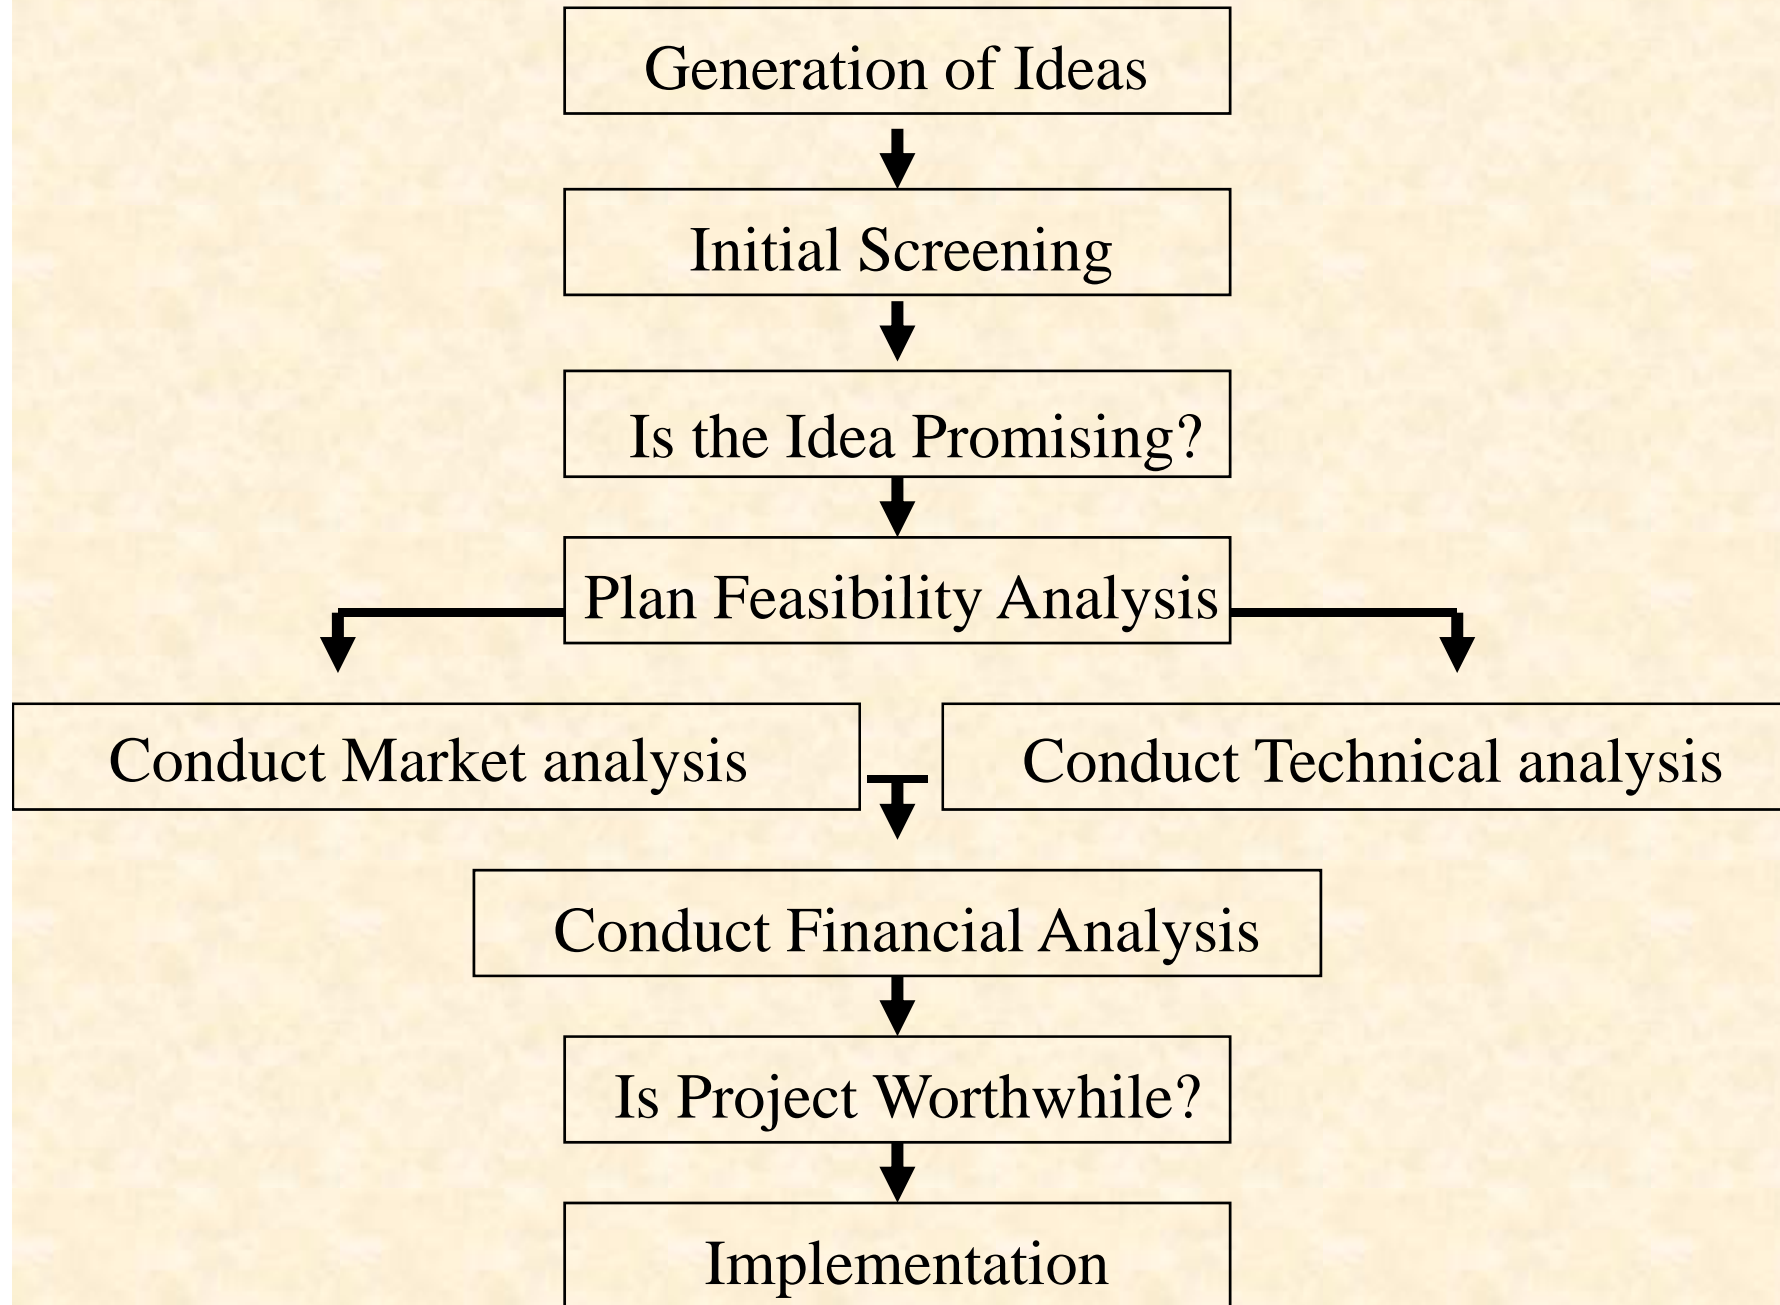 Generation of Ideas
Initial Screening
Is the Idea Promising?
Plan Feasibility Analysis
Conduct Market analysis
Conduct Technical analysis
Conduct Financial Analysis
Is Project Worthwhile?
Implementation